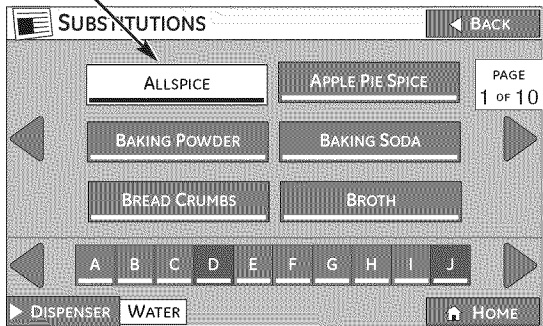 SUBSTITUTIONS BACK
ALLSPICE APPLE PIE SPICE PAGE
1 OF 10
BAKING POWDER BAKING SODA
BREAD CRUMBS BROTH
A B C D E F G H I J
DISPENSER WATER HOME